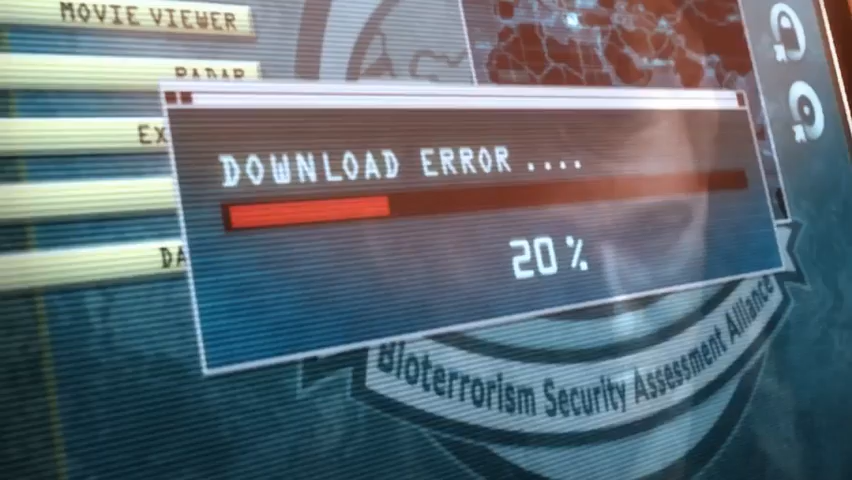 MOVIE VIEWER
RADAR
DOWNLOAD ERROR ....
20 %
Bioterrorism Security Assessment Alliance